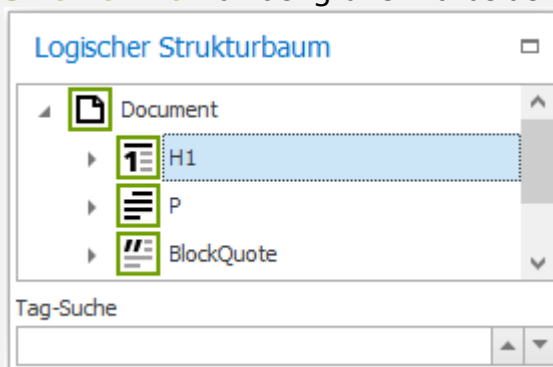 Logischer Strukturbaum
Document
H1
P
BlockQuote
Tag-Suche